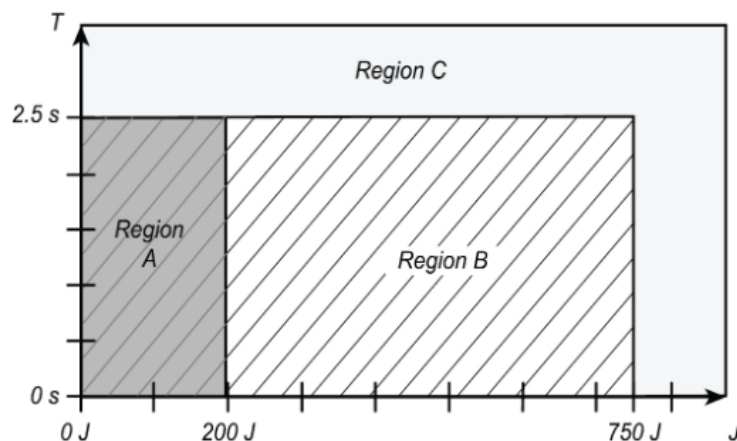 T
Region C
2.5 s
Region
A
Region B
0 s
0 J
200 J
750 J
J